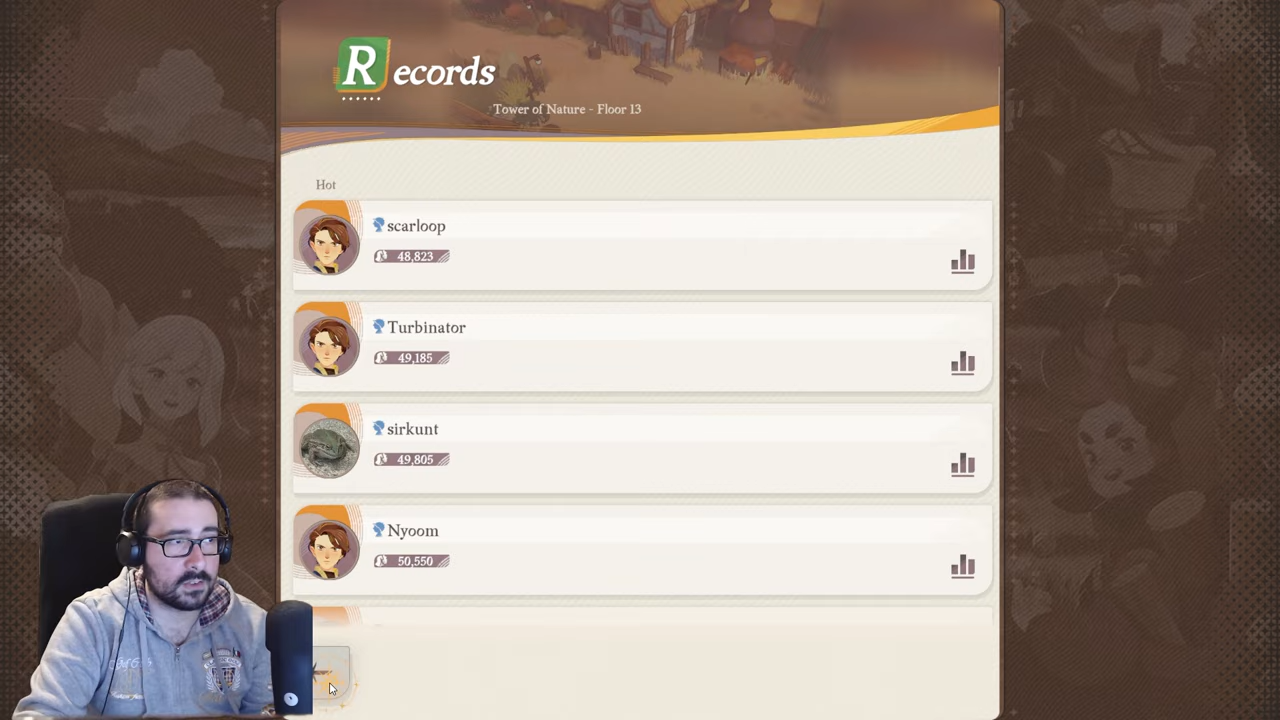 Records
Tower of Nature - Floor 13
Hot
scarloop
48,823
Turbinator
49,185
sirkunt
49,805
Nyoom
50,550